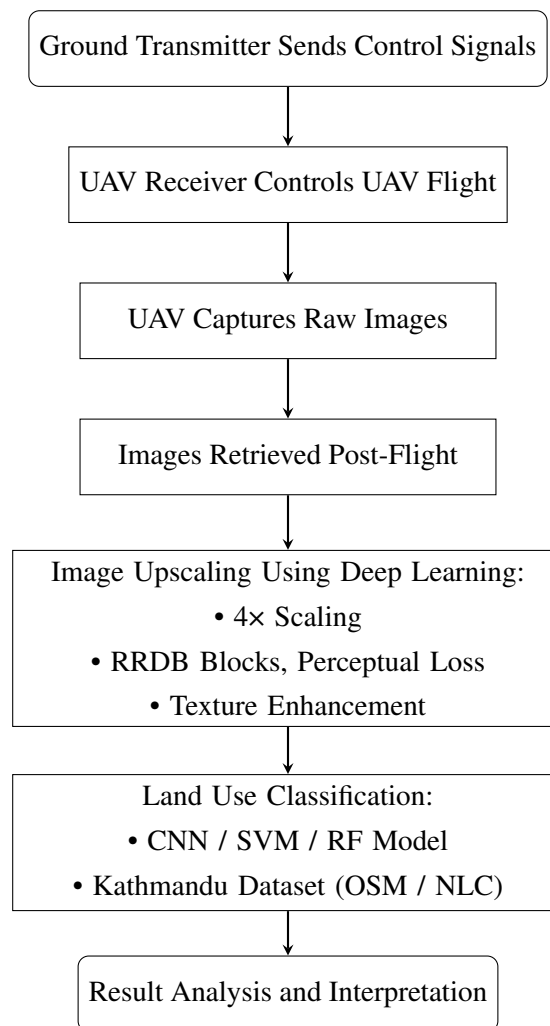 Ground Transmitter Sends Control Signals
UAV Receiver Controls UAV Flight
UAV Captures Raw Images
Images Retrieved Post-Flight
Image Upscaling Using Deep Learning:
• 4× Scaling
• RRDB Blocks, Perceptual Loss
• Texture Enhancement
Land Use Classification:
• CNN / SVM / RF Model
• Kathmandu Dataset (OSM / NLC)
Result Analysis and Interpretation